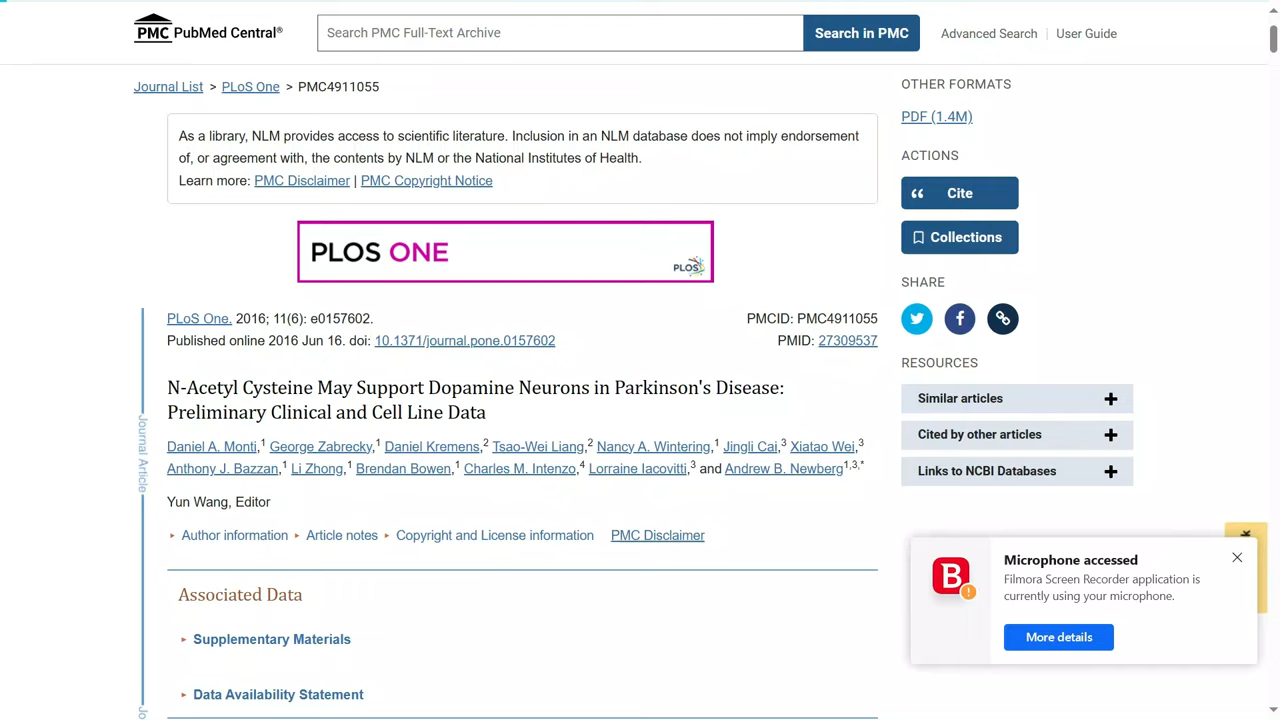 PMC PubMed Central®
Search PMC Full-Text Archive
Search in PMC
Advanced Search
User Guide
Journal List > PLoS One > PMC4911055
As a library, NLM provides access to scientific literature. Inclusion in an NLM database does not imply endorsement
of, or agreement with, the contents by NLM or the National Institutes of Health.
Learn more: PMC Disclaimer | PMC Copyright Notice
PLOS ONE
PLOS
PLoS One. 2016; 11(6): e0157602.
PMCID: PMC4911055
Published online 2016 Jun 16. doi: 10.1371/journal.pone.0157602
PMID: 27309537
N-Acetyl Cysteine May Support Dopamine Neurons in Parkinson's Disease:
Preliminary Clinical and Cell Line Data
Daniel A. Monti,1 George Zabrecky,1 Daniel Kremens,2 Tsao-Wei Liang,2 Nancy A. Wintering,1 Jingli Cai,3 Xiatao Wei,3
Anthony J. Bazzan,1 Li Zhong,1 Brendan Bowen,1 Charles M. Intenzo,4 Lorraine Iacovitti,3 and Andrew B. Newberg1,3,*
Yun Wang, Editor
Author information
Article notes
Copyright and License information
PMC Disclaimer
Associated Data
Supplementary Materials
Data Availability Statement
Journal Article
Jo
OTHER FORMATS
PDF (1.4M)
ACTIONS
Cite
Collections
SHARE
RESOURCES
Similar articles
Cited by other articles
Links to NCBI Databases
B
Microphone accessed
Filmora Screen Recorder application is
currently using your microphone.
More details